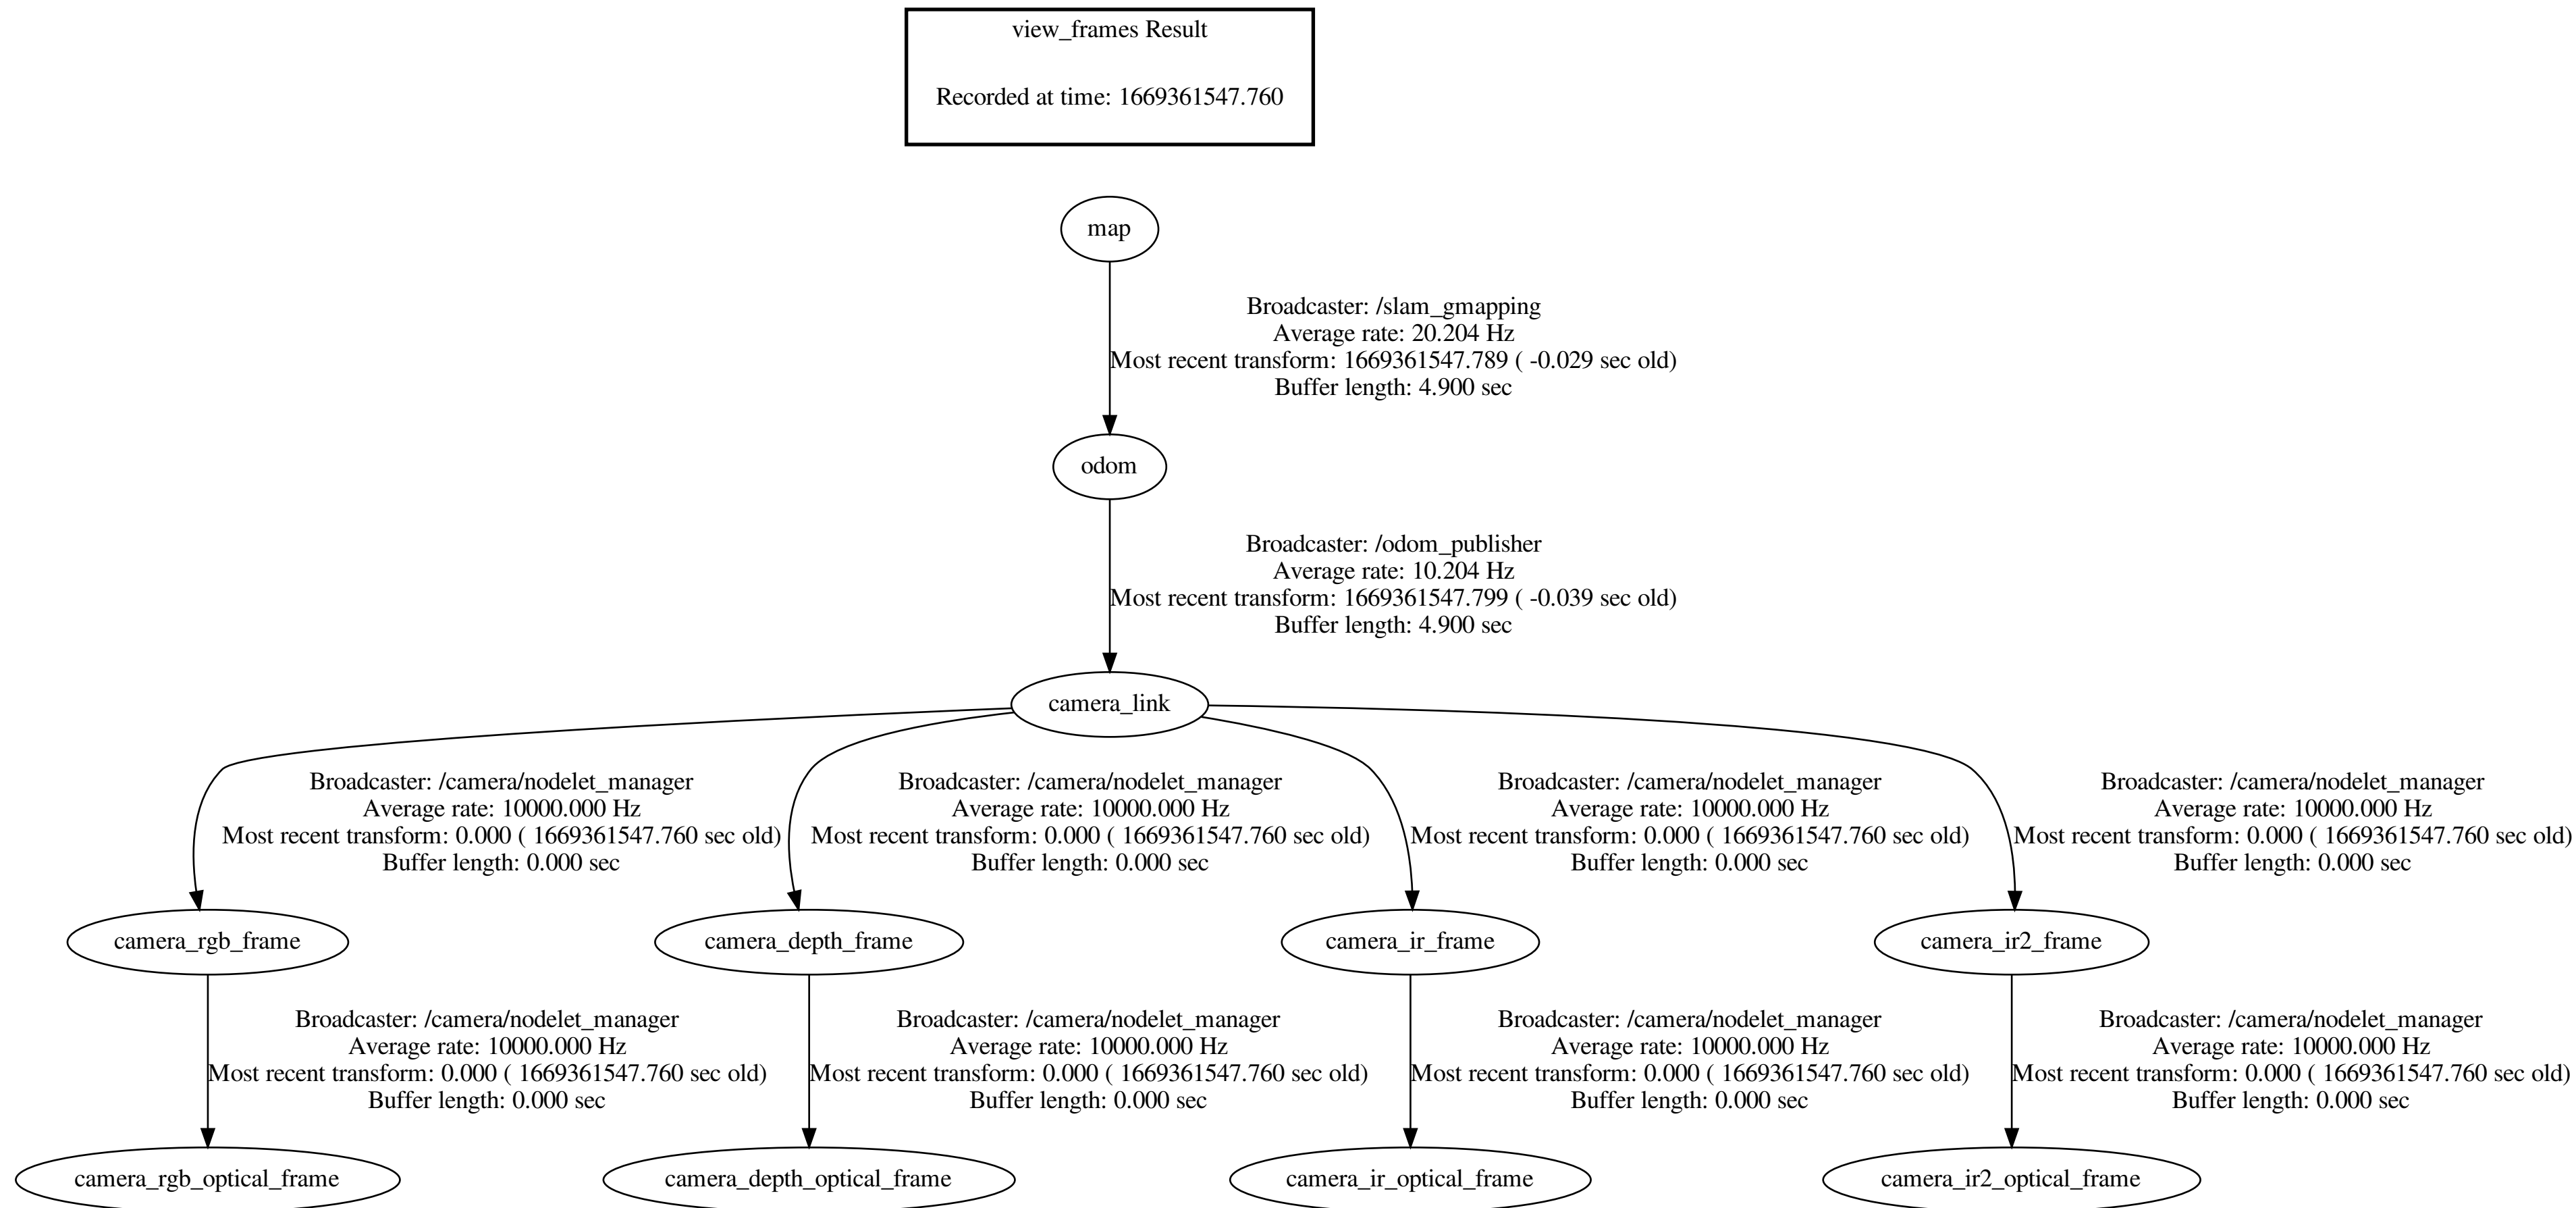 view_frames Result
Recorded at time: 1669361547.760
map
Broadcaster: /slam_gmapping
Average rate: 20.204 Hz
Most recent transform: 1669361547.789 ( -0.029 sec old)
Buffer length: 4.900 sec
odom
Broadcaster: /odom_publisher
Average rate: 10.204 Hz
Most recent transform: 1669361547.799 ( -0.039 sec old)
Buffer length: 4.900 sec
camera_link
Broadcaster: /camera/nodelet_manager
Average rate: 10000.000 Hz
Most recent transform: 0.000 ( 1669361547.760 sec old)
Buffer length: 0.000 sec
Broadcaster: /camera/nodelet_manager
Average rate: 10000.000 Hz
Most recent transform: 0.000 ( 1669361547.760 sec old)
Buffer length: 0.000 sec
Broadcaster: /camera/nodelet_manager
Average rate: 10000.000 Hz
Most recent transform: 0.000 ( 1669361547.760 sec old)
Buffer length: 0.000 sec
Broadcaster: /camera/nodelet_manager
Average rate: 10000.000 Hz
Most recent transform: 0.000 ( 1669361547.760 sec old)
Buffer length: 0.000 sec
camera_rgb_frame
camera_depth_frame
camera_ir_frame
camera_ir2_frame
Broadcaster: /camera/nodelet_manager
Average rate: 10000.000 Hz
Most recent transform: 0.000 ( 1669361547.760 sec old)
Buffer length: 0.000 sec
Broadcaster: /camera/nodelet_manager
Average rate: 10000.000 Hz
Most recent transform: 0.000 ( 1669361547.760 sec old)
Buffer length: 0.000 sec
Broadcaster: /camera/nodelet_manager
Average rate: 10000.000 Hz
Most recent transform: 0.000 ( 1669361547.760 sec old)
Buffer length: 0.000 sec
Broadcaster: /camera/nodelet_manager
Average rate: 10000.000 Hz
Most recent transform: 0.000 ( 1669361547.760 sec old)
Buffer length: 0.000 sec
camera_rgb_optical_frame
camera_depth_optical_frame
camera_ir_optical_frame
camera_ir2_optical_frame